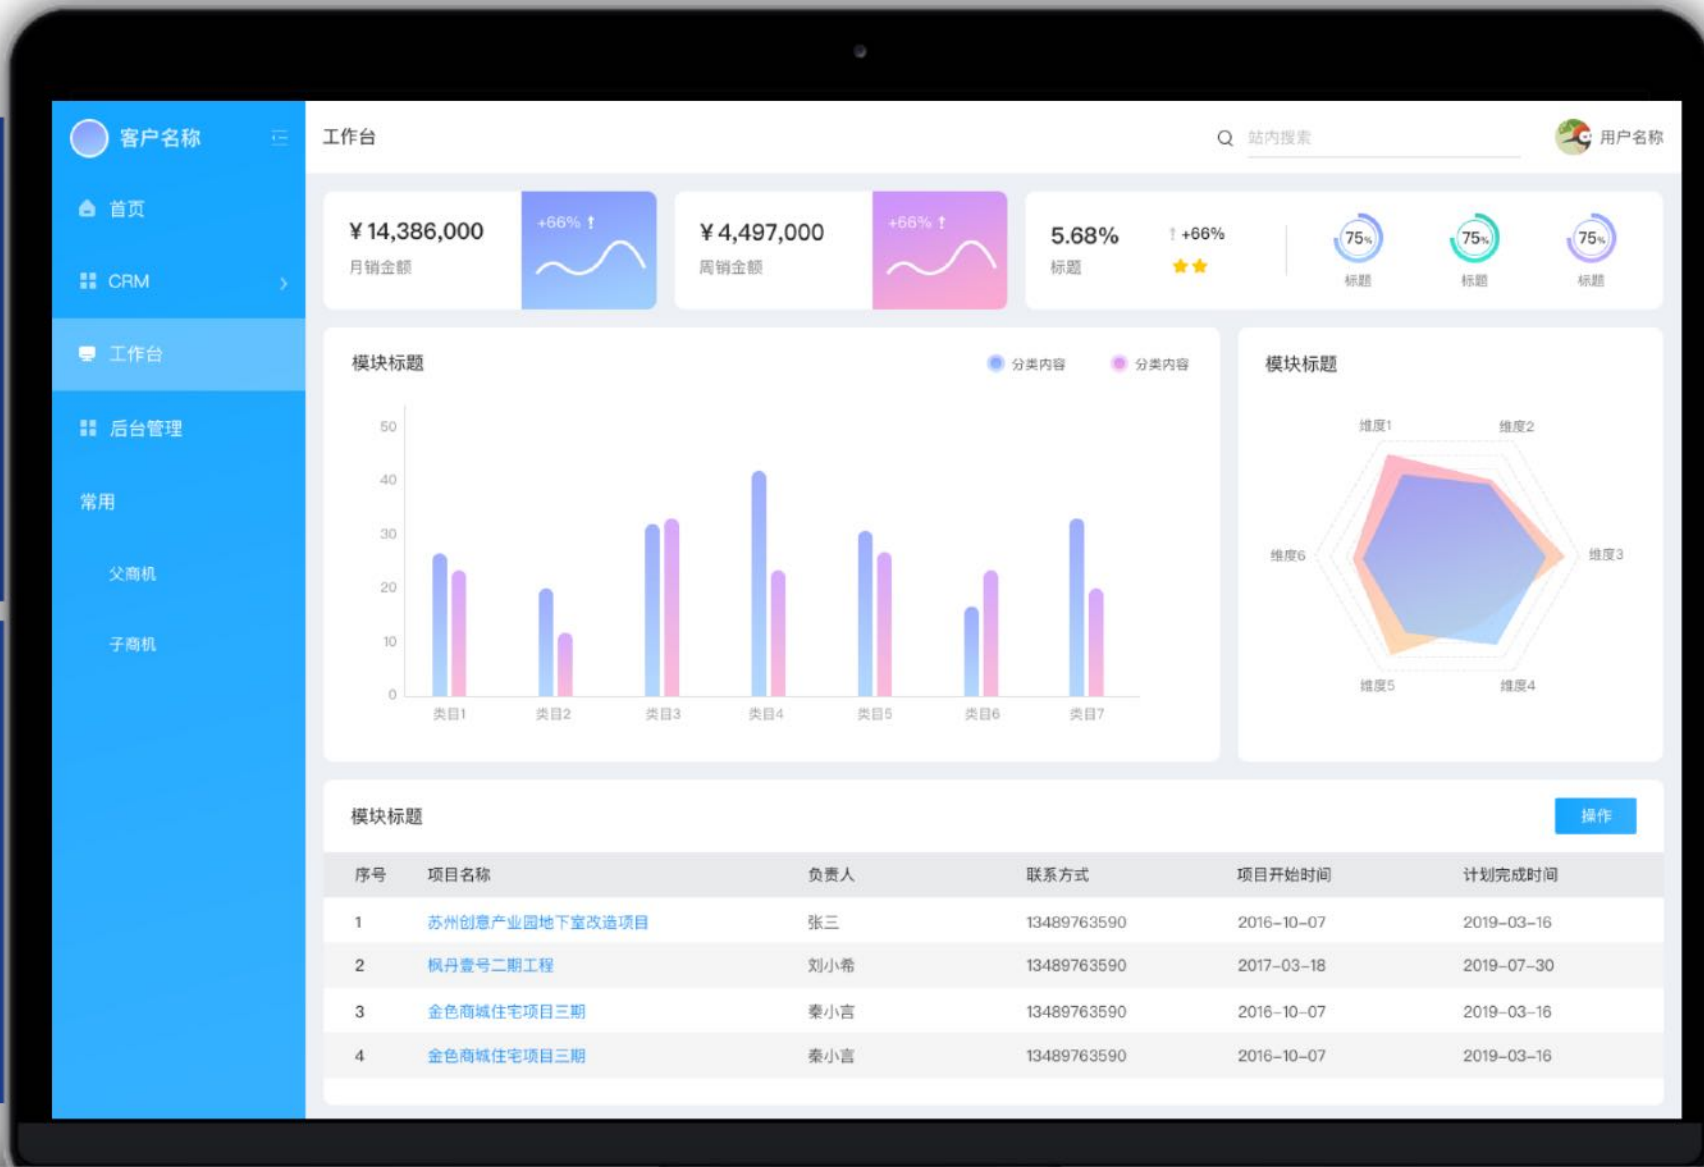 客户名称
首页
CRM
工作台
后台管理
常用
父商机
子商机
工作台
站内搜索
用户名称
¥14,386,000
月销金额
+66%
¥4,497,000
周销金额
+66%
5.68%
标题
+66%
75%
标题
75%
标题
75%
标题
模块标题
分类内容 分类内容
50
40
30
20
10
0
类目1 类目2 类目3 类目4 类目5 类目6 类目7
模块标题
维度1 维度2
维度6 维度3
维度5 维度4
模块标题
操作
序号 项目名称 负责人 联系方式 项目开始时间 计划完成时间
1 苏州创意产业园地下室改造项目 张三 13489763590 2016-10-07 2019-03-16
2 枫丹壹号二期工程 刘小希 13489763590 2017-03-18 2019-07-30
3 金色商城住宅项目三期 秦小言 13489763590 2016-10-07 2019-03-16
4 金色商城住宅项目三期 秦小言 13489763590 2016-10-07 2019-03-16